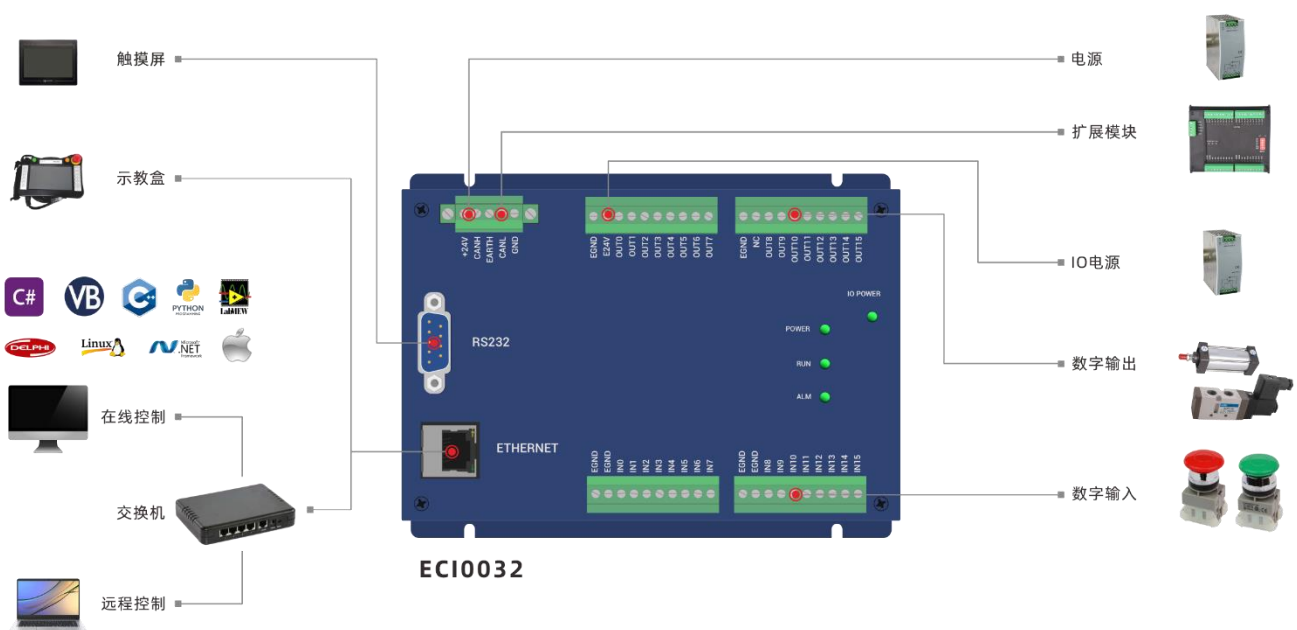 触摸屏
示教盒
C#
VB
C++
PYTHON
PROGRAMMING
LabVIEW
DELPHI
Linux
Microsoft
.NET
Framework
在线控制
交换机
远程控制
+24V
CANH
EARTH
CANL
GND
EGND
E24V
OUT0
OUT1
OUT2
OUT3
OUT4
OUT5
OUT6
OUT7
EGND
NC
OUT8
OUT9
OUT10
OUT11
OUT12
OUT13
OUT14
OUT15
IO POWER
POWER
RUN
ALM
RS232
ETHERNET
EGND
EGND
IN0
IN1
IN2
IN3
IN4
IN5
IN6
IN7
EGND
EGND
IN8
IN9
IN10
IN11
IN12
IN13
IN14
IN15
ECI0032
电源
扩展模块
IO电源
数字输出
数字输入